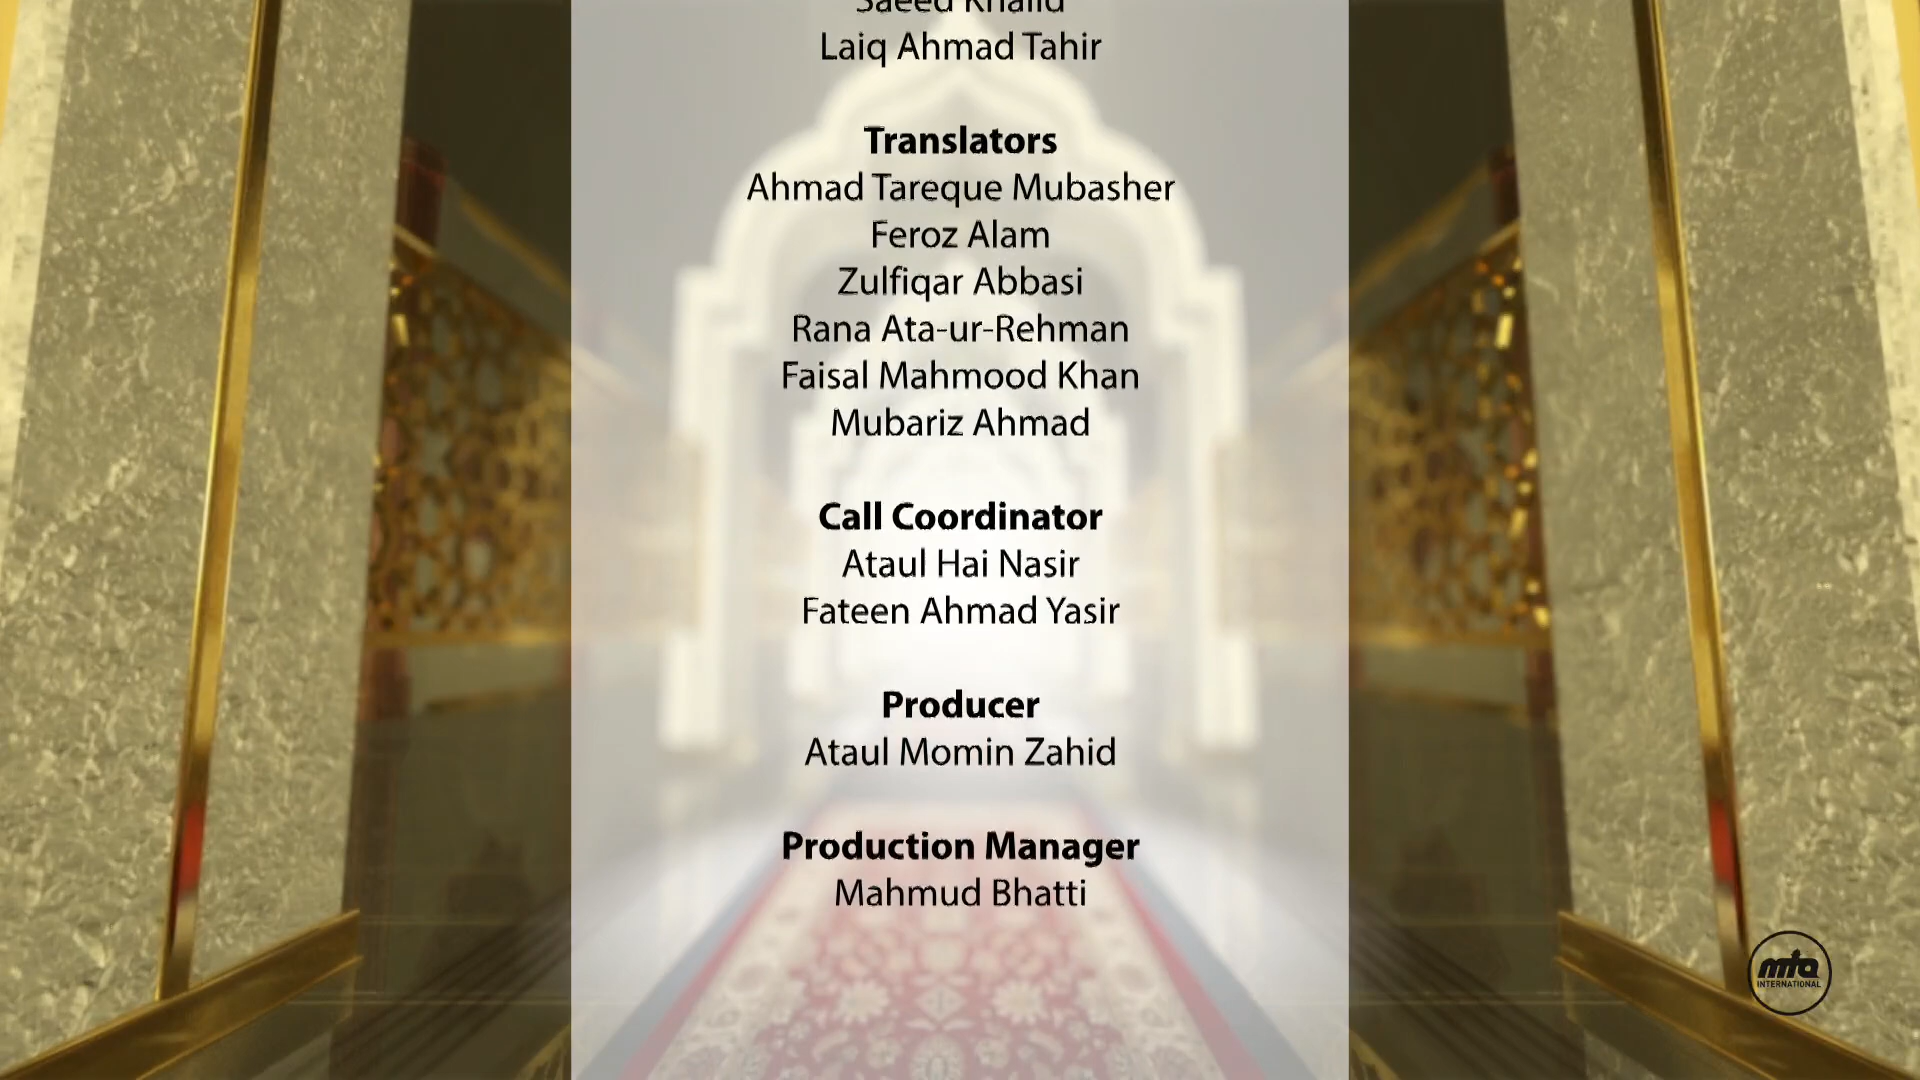 Saeed Khalid
Laiq Ahmad Tahir
Translators
Ahmad Tareque Mubasher
Feroz Alam
Zulfiqar Abbasi
Rana Ata-ur-Rehman
Faisal Mahmood Khan
Mubariz Ahmad
Call Coordinator
Ataul Hai Nasir
Fateen Ahmad Yasir
Producer
Ataul Momin Zahid
Production Manager
Mahmud Bhatti
mta
INTERNATIONAL